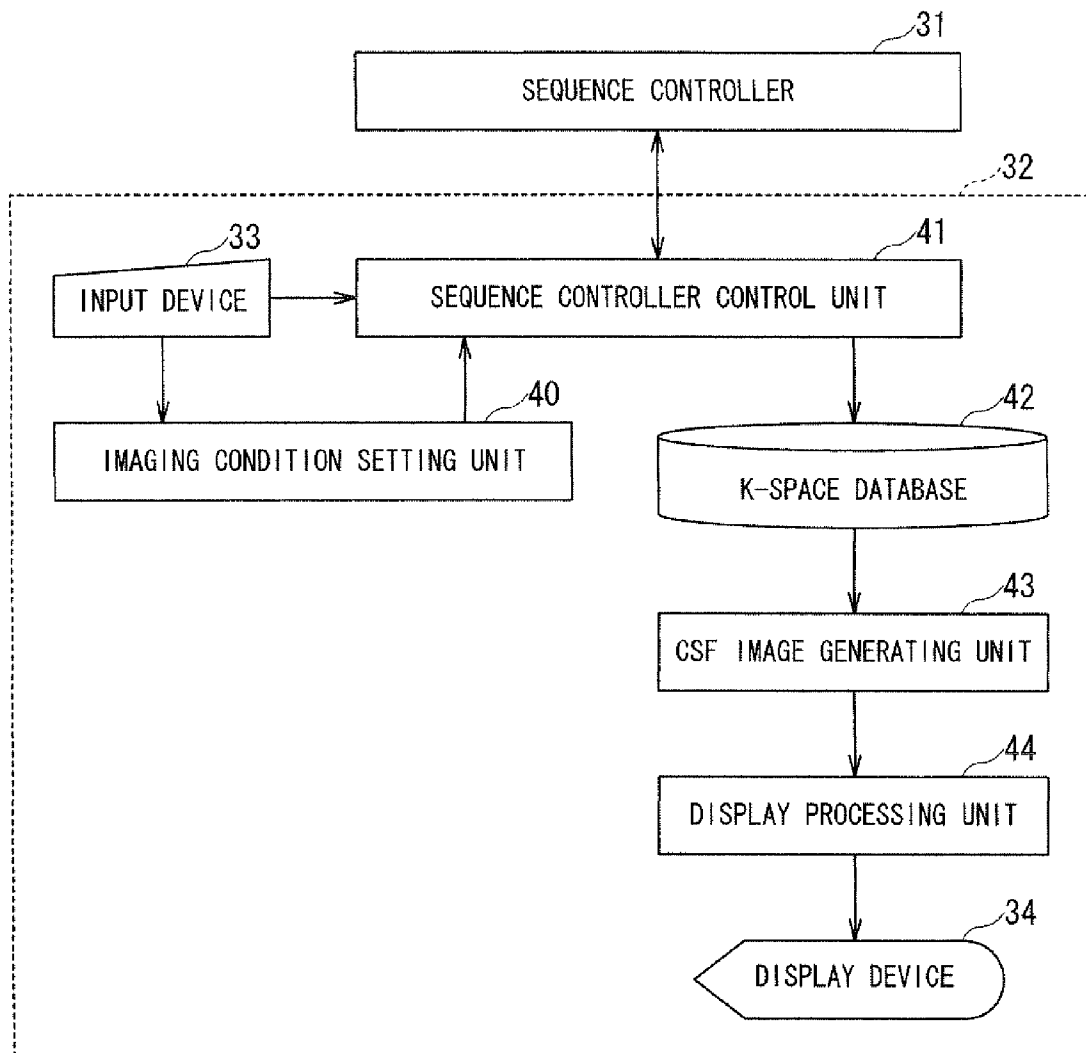 31
SEQUENCE CONTROLLER
32
33
41
INPUT DEVICE
SEQUENCE CONTROLLER CONTROL UNIT
40
42
IMAGING CONDITION SETTING UNIT
K-SPACE DATABASE
43
CSF IMAGE GENERATING UNIT
44
DISPLAY PROCESSING UNIT
34
DISPLAY DEVICE